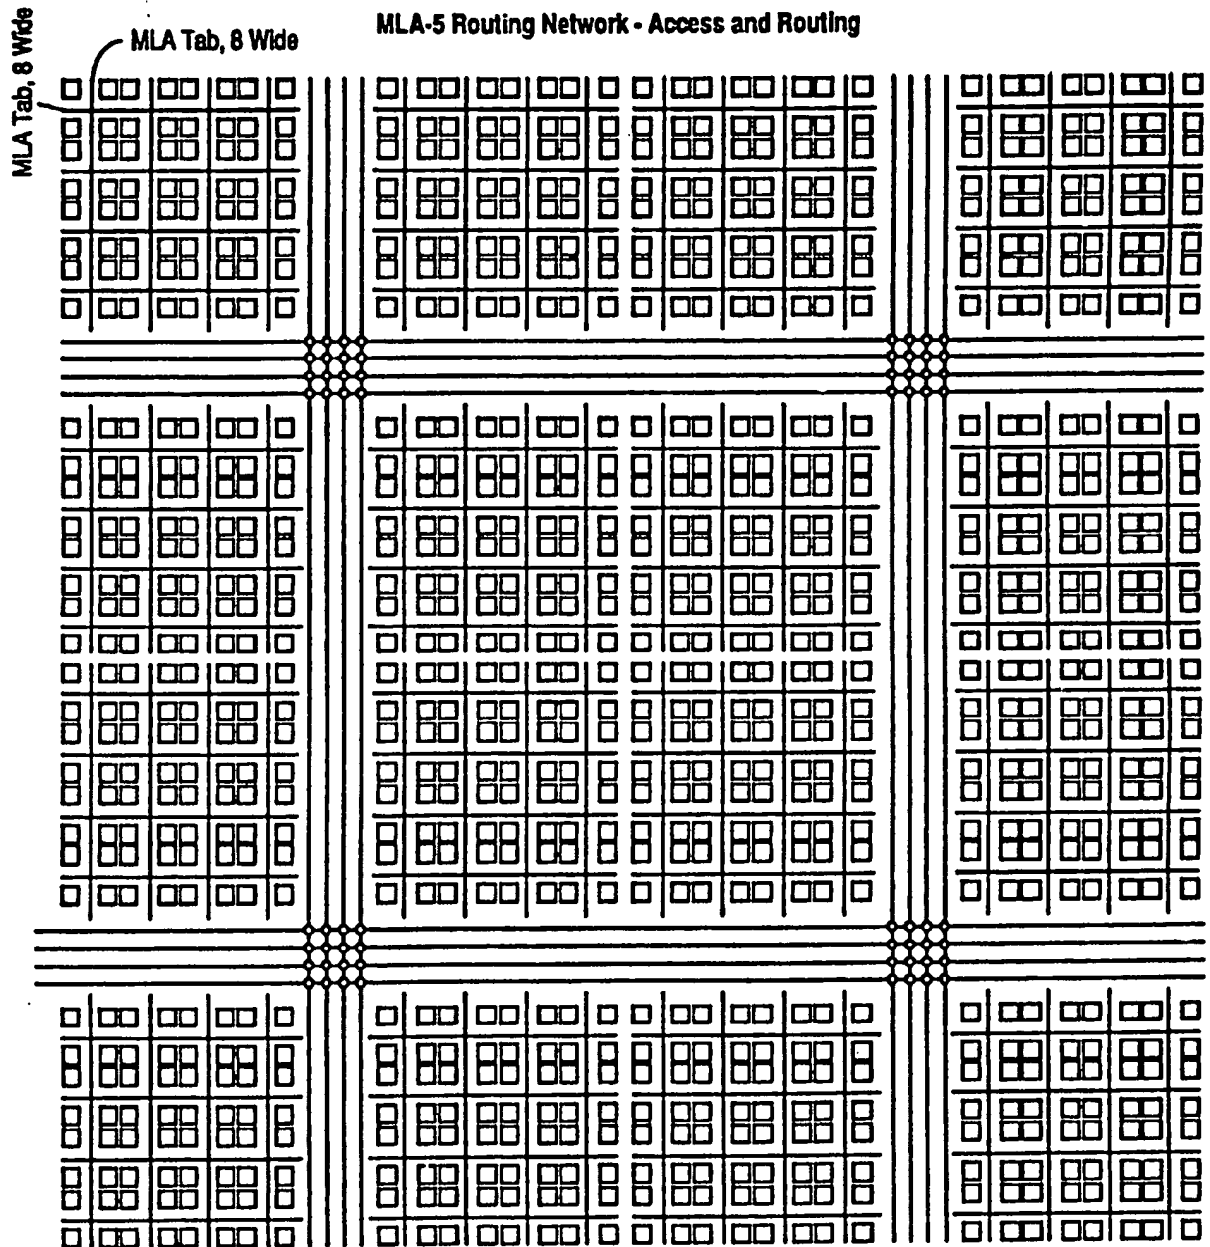 MLA-5 Routing Network - Access and Routing
MLA Tab, 8 Wide
MLA Tab, 8 Wide